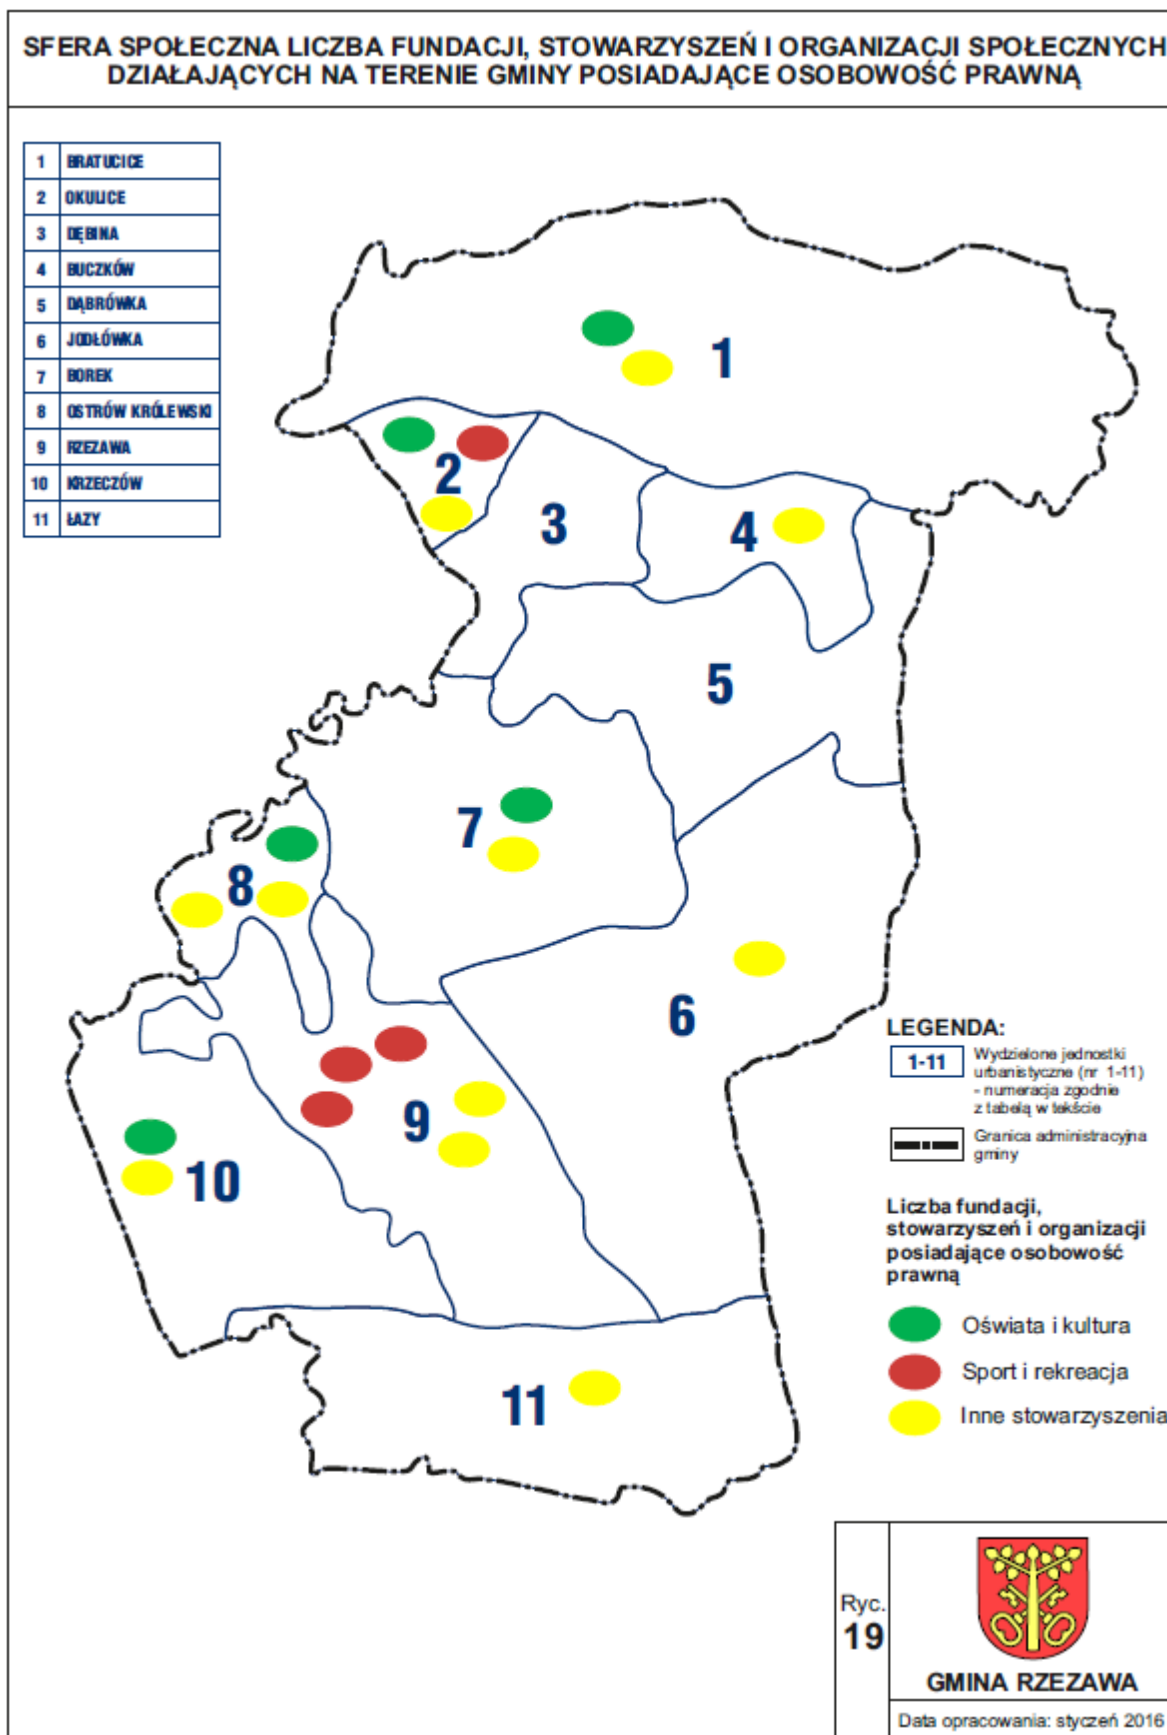 SFERA SPOŁECZNA LICZBA FUNDACJI, STOWARZYSZEŃ I ORGANIZACJI SPOŁECZNYCH
DZIAŁAJĄCYCH NA TERENIE GMINY POSIADAJĄCE OSOBOWOŚĆ PRAWNĄ
1 BRATUCICE
2 OKULICE
3 DĘBINA
4 BUCZKÓW
5 DĄBRÓWKA
6 JODŁÓWKA
7 BOREK
8 OSTRÓW KRÓLEWSKI
9 RZEZAWA
10 KRZECZÓW
11 ŁAZY
1
2
3
4
5
7
8
6
9
10
11
LEGENDA:
1-11
Wydzielone jednostki
urbanistyczne (nr 1-11)
- numeracja zgodnie
z tabelą w tekście
Granica administracyjna
gminy
Liczba fundacji,
stowarzyszeń i organizacji
posiadające osobowość
prawną
Oświata i kultura
Sport i rekreacja
Inne stowarzyszenia
Ryc.
19
GMINA RZEZAWA
Data opracowania: styczeń 2016